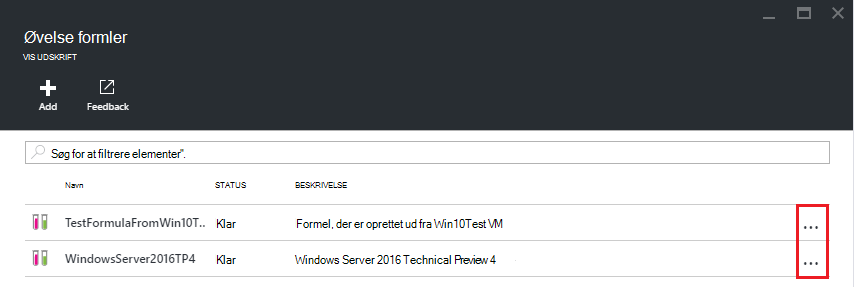 Øvelse formler
VIS UDSKRIFT
Add Feedback
Søg for at filtrere elementer".
Navn STATUS BESKRIVELSE
TestFormulaFromWin10T.. Klar Formel, der er oprettet ud fra Win10Test VM ...
WindowsServer2016TP4 Klar Windows Server 2016 Technical Preview 4 ...